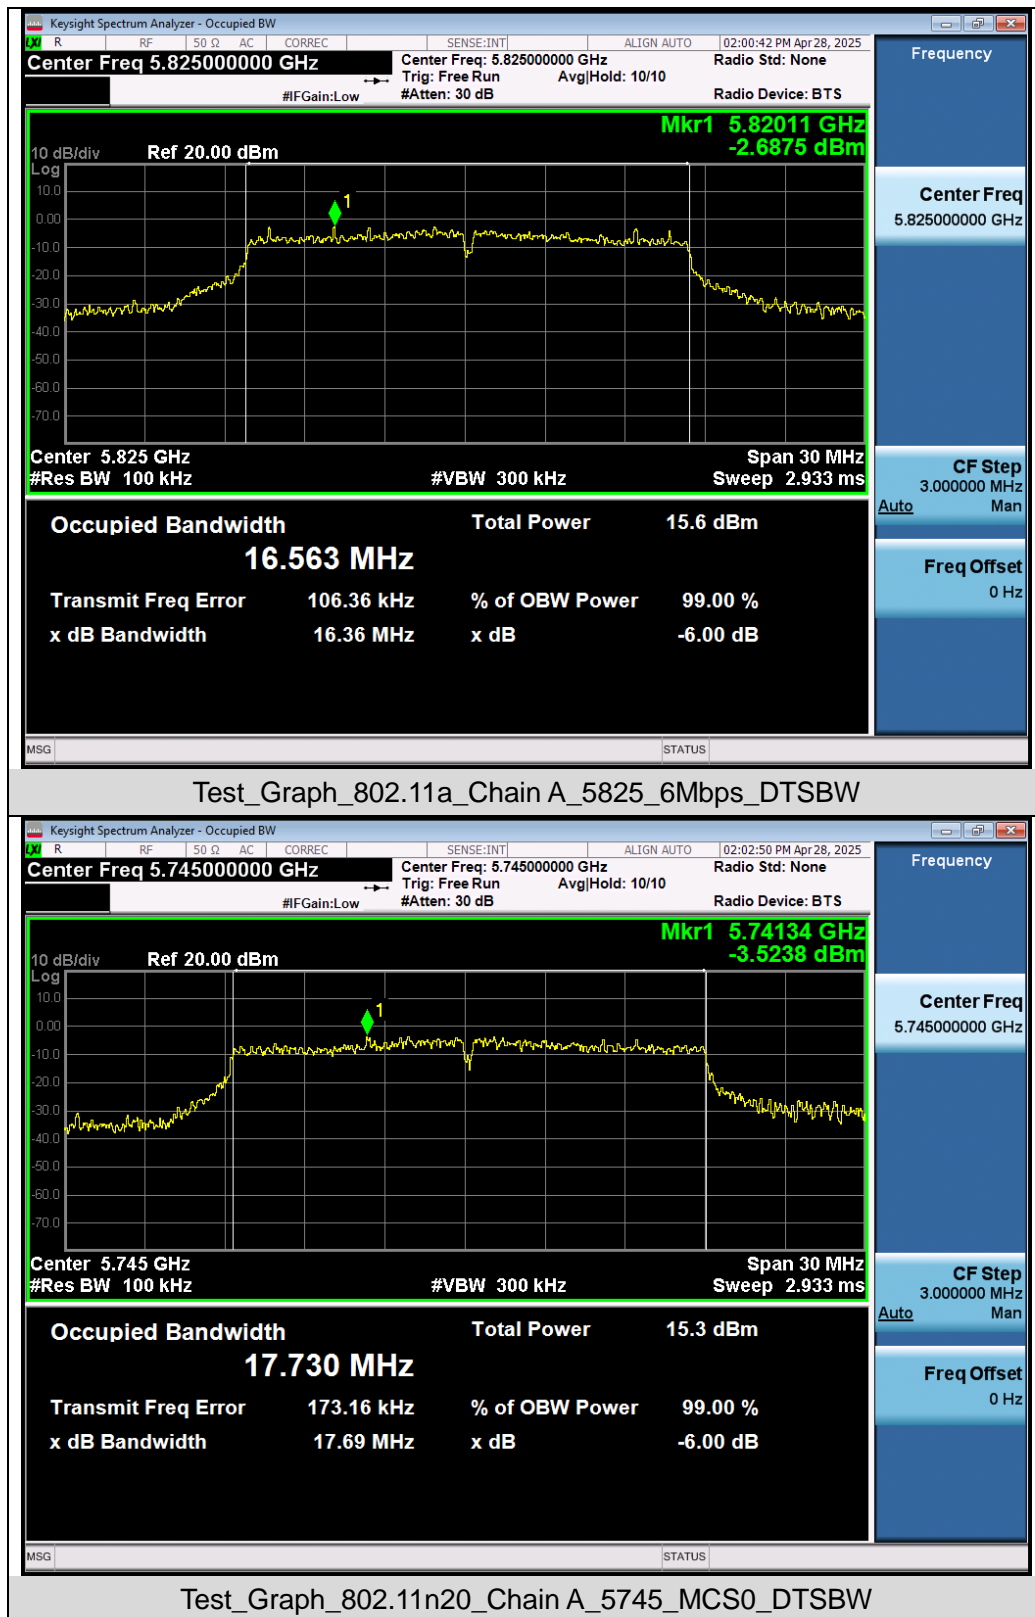 Keysight Spectrum Analyzer - Occupied BW
LXI R RF 50 Ω AC CORREC SENSE:INT ALIGN AUTO 02:00:42 PM Apr 28, 2025
Center Freq 5.825000000 GHz Center Freq: 5.825000000 GHz Radio Std: None
Trig: Free Run Avg|Hold: 10/10
#IFGain:Low #Atten: 30 dB Radio Device: BTS
Frequency
Mkr1 5.82011 GHz
-2.6875 dBm
10 dB/div Ref 20.00 dBm
Log
10.0
0.00
-10.0
-20.0
-30.0
-40.0
-50.0
-60.0
-70.0
1
Center Freq
5.825000000 GHz
Center 5.825 GHz Span 30 MHz
#Res BW 100 kHz #VBW 300 kHz Sweep 2.933 ms
CF Step
3.000000 MHz
Auto Man
Occupied Bandwidth Total Power 15.6 dBm
16.563 MHz
Transmit Freq Error 106.36 kHz % of OBW Power 99.00 %
x dB Bandwidth 16.36 MHz x dB -6.00 dB
Freq Offset
0 Hz
MSG STATUS
Test_Graph_802.11a_Chain A_5825_6Mbps_DTSBW
Keysight Spectrum Analyzer - Occupied BW
LXI R RF 50 Ω AC CORREC SENSE:INT ALIGN AUTO 02:02:50 PM Apr 28, 2025
Center Freq 5.745000000 GHz Center Freq: 5.745000000 GHz Radio Std: None
Trig: Free Run Avg|Hold: 10/10
#IFGain:Low #Atten: 30 dB Radio Device: BTS
Frequency
Mkr1 5.74134 GHz
-3.5238 dBm
10 dB/div Ref 20.00 dBm
Log
10.0
0.00
-10.0
-20.0
-30.0
-40.0
-50.0
-60.0
-70.0
1
Center Freq
5.745000000 GHz
Center 5.745 GHz Span 30 MHz
#Res BW 100 kHz #VBW 300 kHz Sweep 2.933 ms
CF Step
3.000000 MHz
Auto Man
Occupied Bandwidth Total Power 15.3 dBm
17.730 MHz
Transmit Freq Error 173.16 kHz % of OBW Power 99.00 %
x dB Bandwidth 17.69 MHz x dB -6.00 dB
Freq Offset
0 Hz
MSG STATUS
Test_Graph_802.11n20_Chain A_5745_MCS0_DTSBW